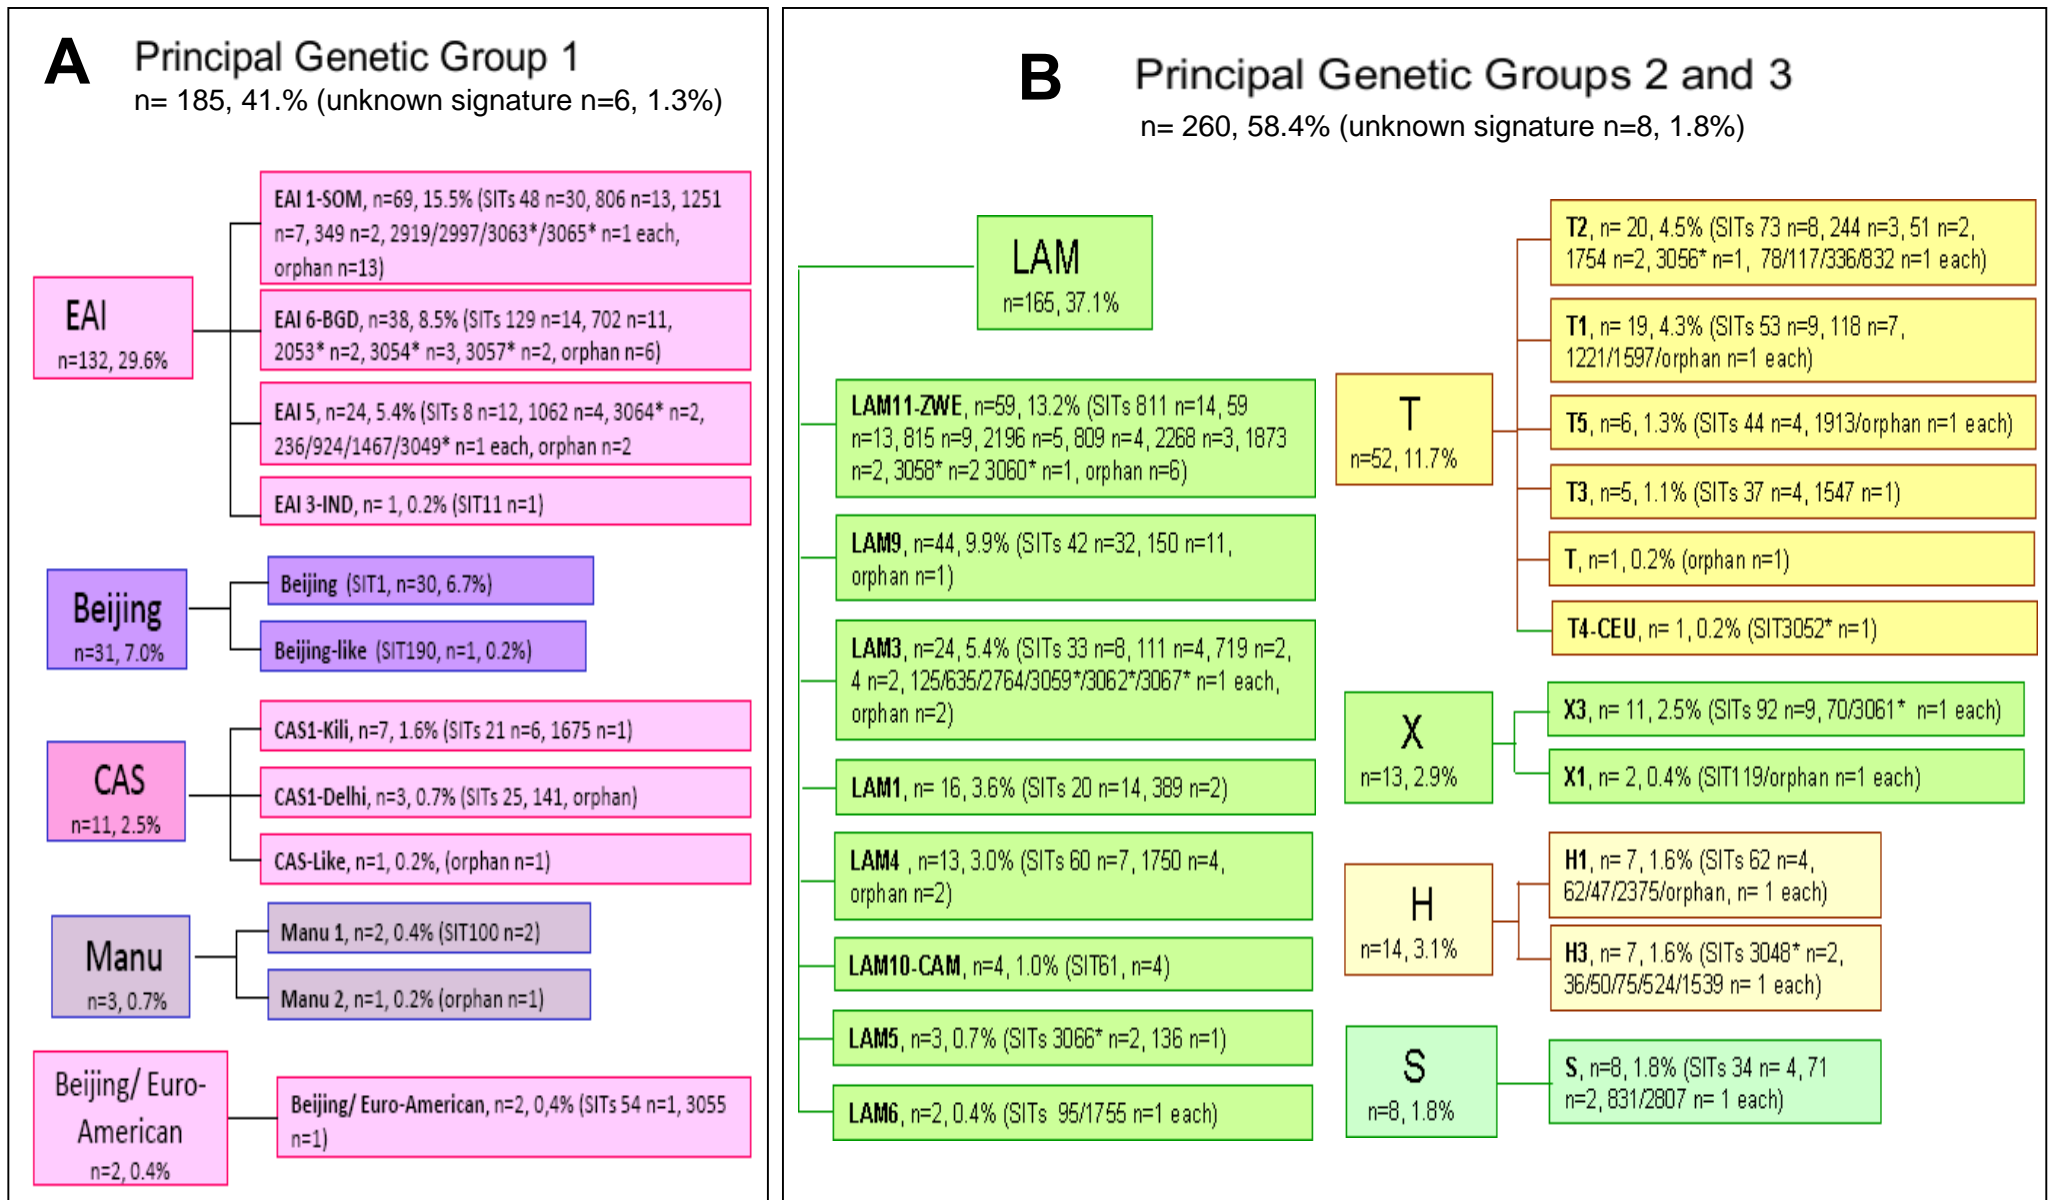 A
Principal Genetic Group 1
n= 185, 41.% (unknown signature n=6, 1.3%)
EAI
n=132, 29.6%
EAI 1-SOM, n=69, 15.5% (SITs 48 n=30, 806 n=13, 1251
n=7, 349 n=2, 2919/2997/3063*/3065* n=1 each,
orphan n=13)
EAI 6-BGD, n=38, 8.5% (SITs 129 n=14, 702 n=11,
2053* n=2, 3054* n=3, 3057* n=2, orphan n=6)
EAI 5, n=24, 5.4% (SITs 8 n=12, 1062 n=4, 3064* n=2,
236/924/1467/3049* n=1 each, orphan n=2
EAI 3-IND, n= 1, 0.2% (SIT11 n=1)
Beijing
n=31, 7.0%
Beijing (SIT1, n=30, 6.7%)
Beijing-like (SIT190, n=1, 0.2%)
CAS
n=11, 2.5%
CAS1-Kili, n=7, 1.6% (SITs 21 n=6, 1675 n=1)
CAS1-Delhi, n=3, 0.7% (SITs 25, 141, orphan)
CAS-Like, n=1, 0.2%, (orphan n=1)
Manu
n=3, 0.7%
Manu 1, n=2, 0.4% (SIT100 n=2)
Manu 2, n=1, 0.2% (orphan n=1)
Beijing/ Euro-
American
n=2, 0.4%
Beijing/ Euro-American, n=2, 0,4% (SITs 54 n=1, 3055
n=1)
B
Principal Genetic Groups 2 and 3
n= 260, 58.4% (unknown signature n=8, 1.8%)
LAM
n=165, 37.1%
LAM11-ZWE, n=59, 13.2% (SITs 811 n=14, 59
n=13, 815 n=9, 2196 n=5, 809 n=4, 2268 n=3, 1873
n=2, 3058* n=2 3060* n=1, orphan n=6)
LAM9, n=44, 9.9% (SITs 42 n=32, 150 n=11,
orphan n=1)
LAM3, n=24, 5.4% (SITs 33 n=8, 111 n=4, 719 n=2,
4 n=2, 125/635/2764/3059*/3062*/3067* n=1 each,
orphan n=2)
LAM1, n= 16, 3.6% (SITs 20 n=14, 389 n=2)
LAM4 , n=13, 3.0% (SITs 60 n=7, 1750 n=4,
orphan n=2)
LAM10-CAM, n=4, 1.0% (SIT61, n=4)
LAM5, n=3, 0.7% (SITs 3066* n=2, 136 n=1)
LAM6, n=2, 0.4% (SITs 95/1755 n=1 each)
T
n=52, 11.7%
T2, n= 20, 4.5% (SITs 73 n=8, 244 n=3, 51 n=2,
1754 n=2, 3056* n=1, 78/117/336/832 n=1 each)
T1, n= 19, 4.3% (SITs 53 n=9, 118 n=7,
1221/1597/orphan n=1 each)
T5, n=6, 1.3% (SITs 44 n=4, 1913/orphan n=1 each)
T3, n=5, 1.1% (SITs 37 n=4, 1547 n=1)
T, n=1, 0.2% (orphan n=1)
T4-CEU, n= 1, 0.2% (SIT3052* n=1)
X
n=13, 2.9%
X3, n= 11, 2.5% (SITs 92 n=9, 70/3061* n=1 each)
X1, n= 2, 0.4% (SIT119/orphan n=1 each)
H
n=14, 3.1%
H1, n= 7, 1.6% (SITs 62 n=4,
62/47/2375/orphan, n= 1 each)
H3, n= 7, 1.6% (SITs 3048* n=2,
36/50/75/524/1539 n= 1 each)
S
n=8, 1.8%
S, n=8, 1.8% (SITs 34 n= 4, 71
n=2, 831/2807 n= 1 each)